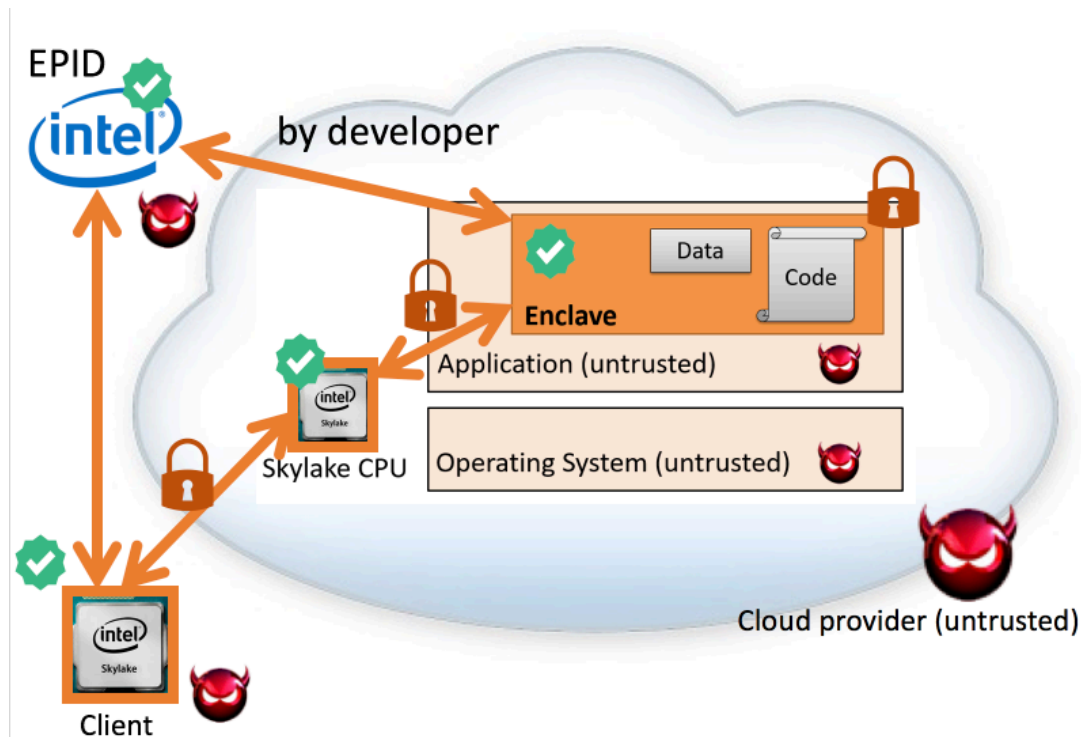 EPID
intel
by developer
Data
Code
Enclave
Application (untrusted)
intel
Skylake
Skylake CPU
Operating System (untrusted)
intel
Skylake
Client
Cloud provider (untrusted)